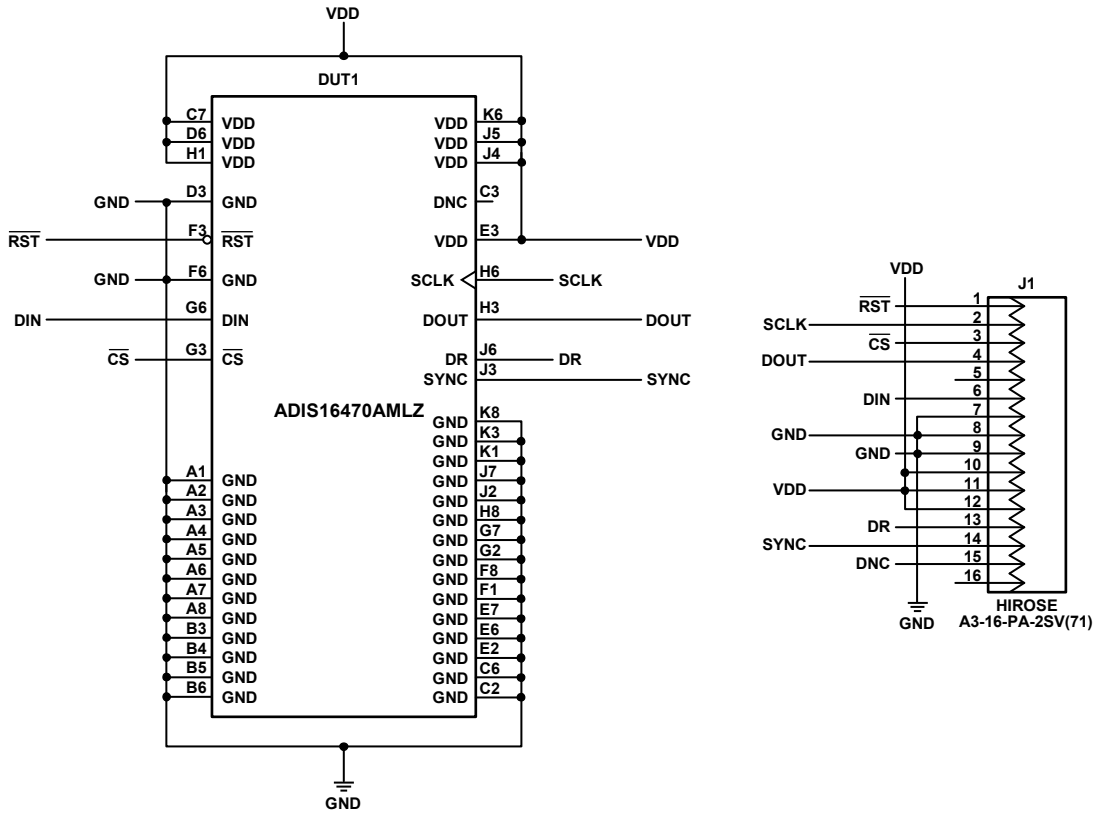 VDD
DUT1
C7 VDD
D6 VDD
H1 VDD
GND D3 GND
RST F3 RST
GND F6 GND
DIN G6 DIN
CS G3 CS
ADIS16470AMLZ
A1 GND
A2 GND
A3 GND
A4 GND
A5 GND
A6 GND
A7 GND
A8 GND
B3 GND
B4 GND
B5 GND
B6 GND
VDD K6
VDD J5
VDD J4
DNC C3
VDD E3 VDD
SCLK H6 SCLK
DOUT H3 DOUT
DR J6 DR
SYNC J3 SYNC
GND K8
GND K3
GND K1
GND J7
GND J2
GND H8
GND G7
GND G2
GND F8
GND F1
GND E7
GND E6
GND E2
GND C6
GND C2
GND
VDD
J1
RST 1
SCLK 2
CS 3
DOUT 4
5
DIN 6
7
GND 8
GND 9
10
VDD 11
12
DR 13
SYNC 14
DNC 15
16
GND
HIROSE
A3-16-PA-2SV(71)